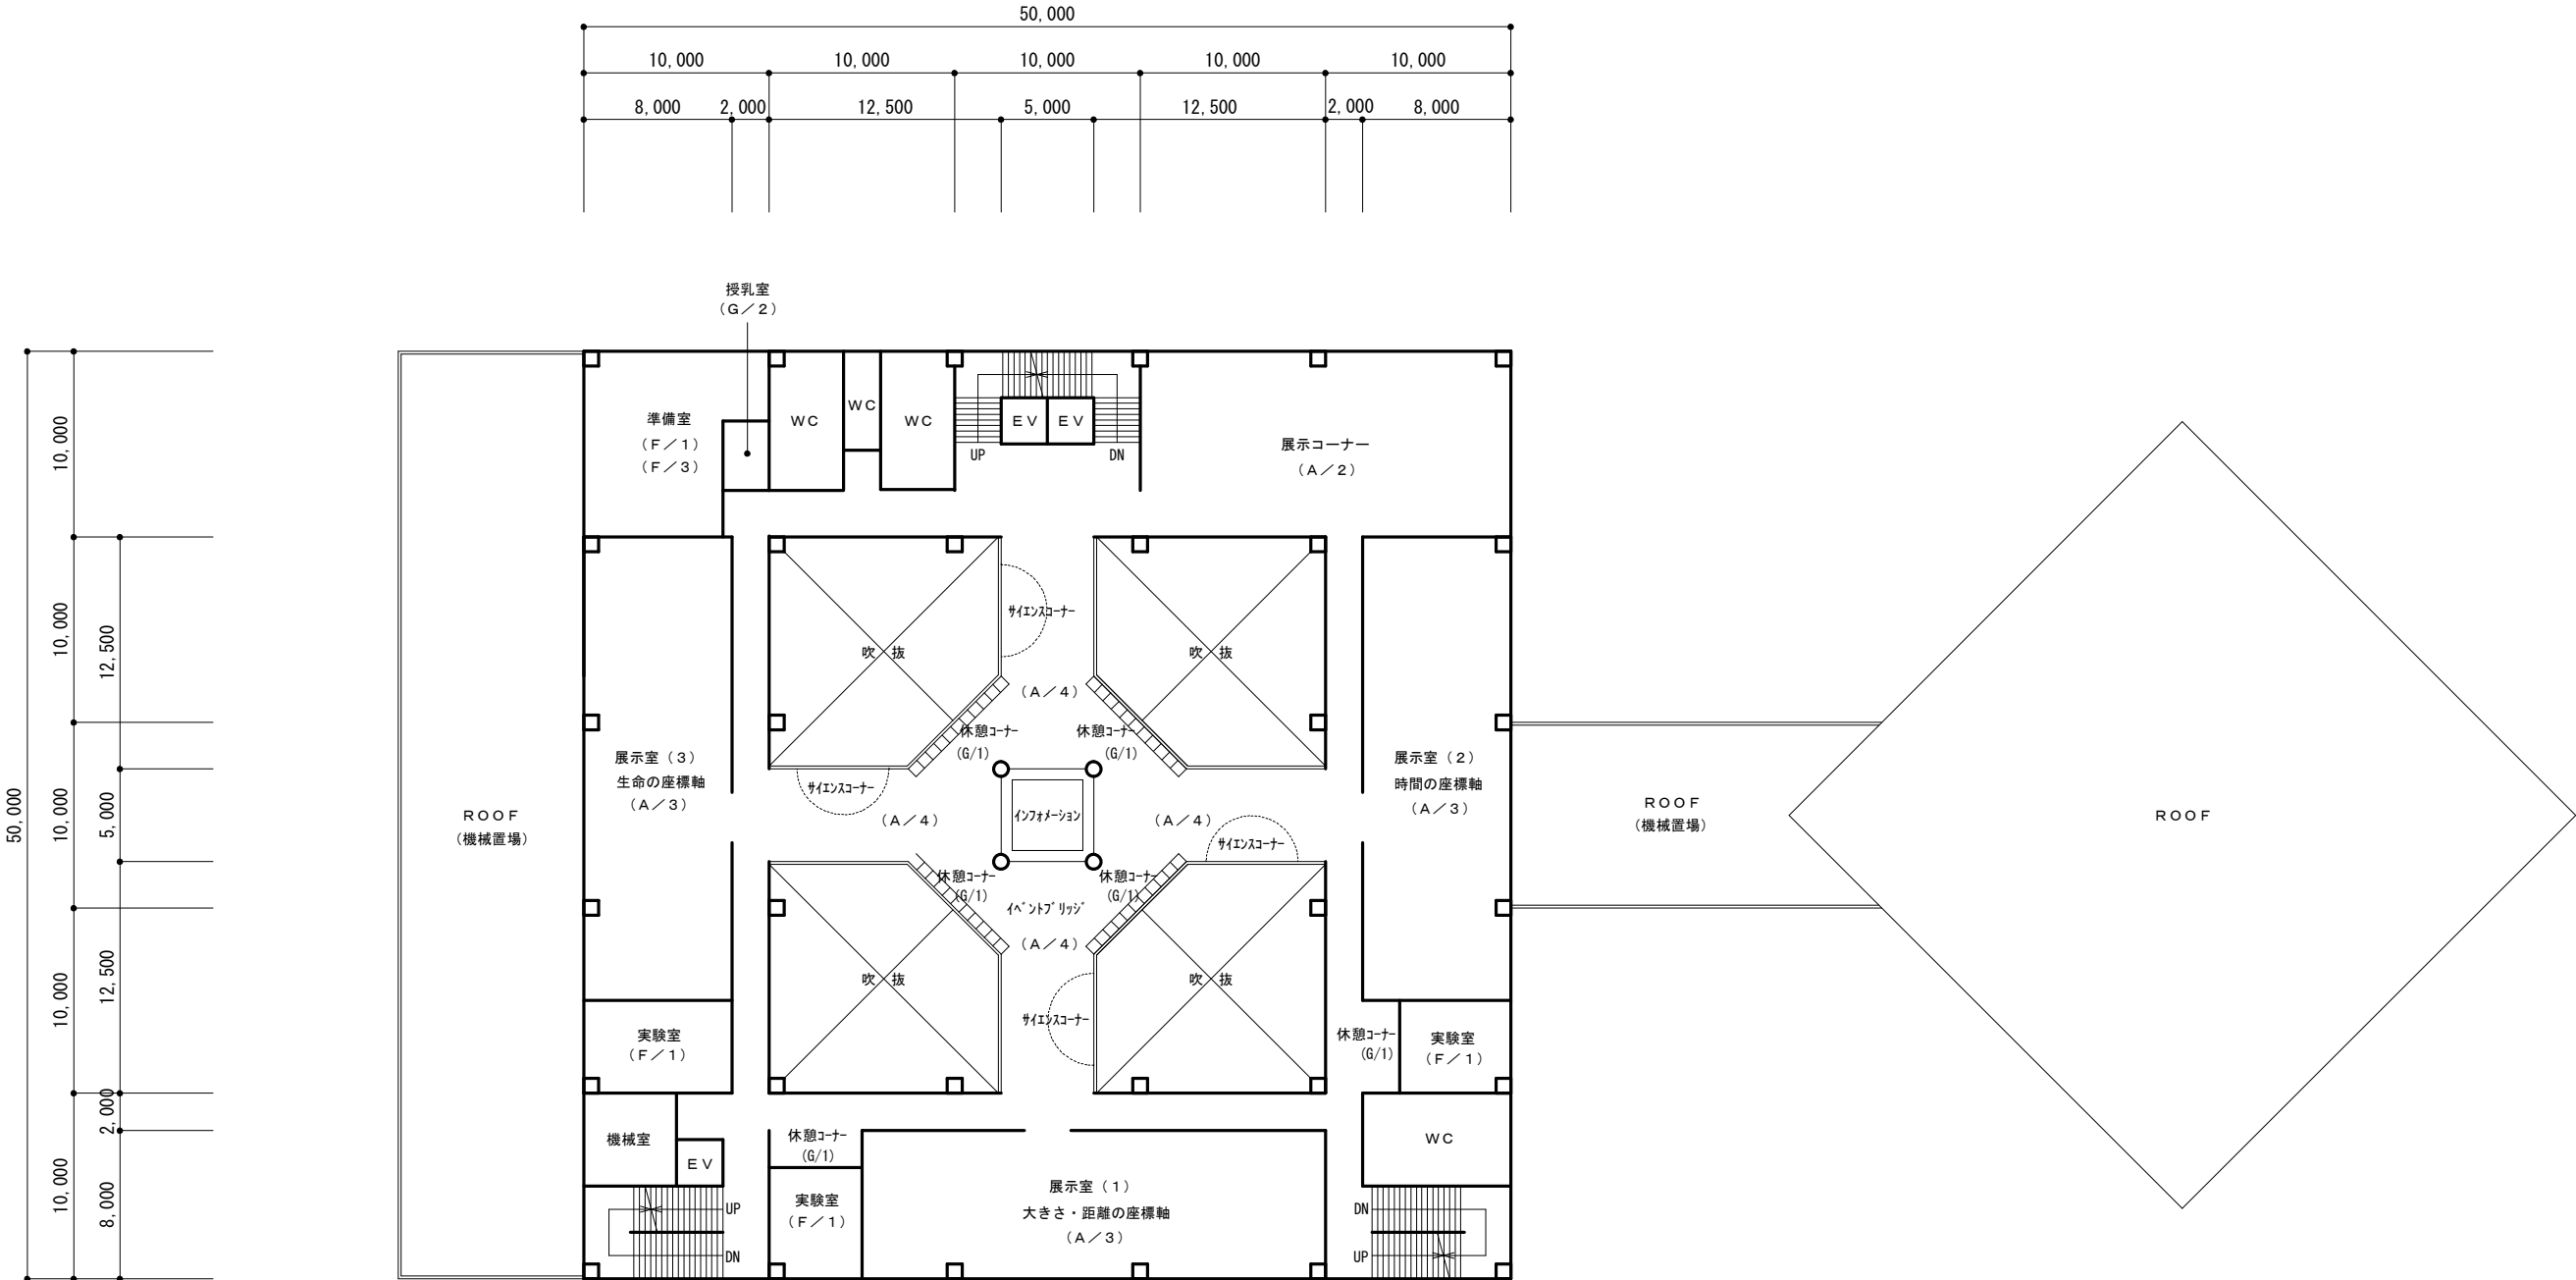 50,000
10,000
10,000
10,000
10,000
10,000
8,000
2,000
12,500
5,000
12,500
2,000
8,000
授乳室
(G/2)
準備室
(F/1)
(F/3)
WC
WC
WC
EV
EV
UP
DN
展示コーナー
(A/2)
50,000
10,000
10,000
10,000
10,000
10,000
12,500
5,000
12,500
2,000
8,000
ROOF
(機械置場)
展示室(3)
生命の座標軸
(A/3)
吹抜
サイエンスコーナー
吹抜
(A/4)
休憩コーナー
(G/1)
休憩コーナー
(G/1)
サイエンスコーナー
(A/4)
インフォメーション
(A/4)
サイエンスコーナー
展示室(2)
時間の座標軸
(A/3)
ROOF
(機械置場)
ROOF
休憩コーナー
(G/1)
休憩コーナー
(G/1)
イベントブリッジ
(A/4)
吹抜
サイエンスコーナー
吹抜
実験室
(F/1)
休憩コーナー
(G/1)
実験室
(F/1)
機械室
EV
休憩コーナー
(G/1)
WC
UP
DN
実験室
(F/1)
展示室(1)
大きさ・距離の座標軸
(A/3)
DN
UP